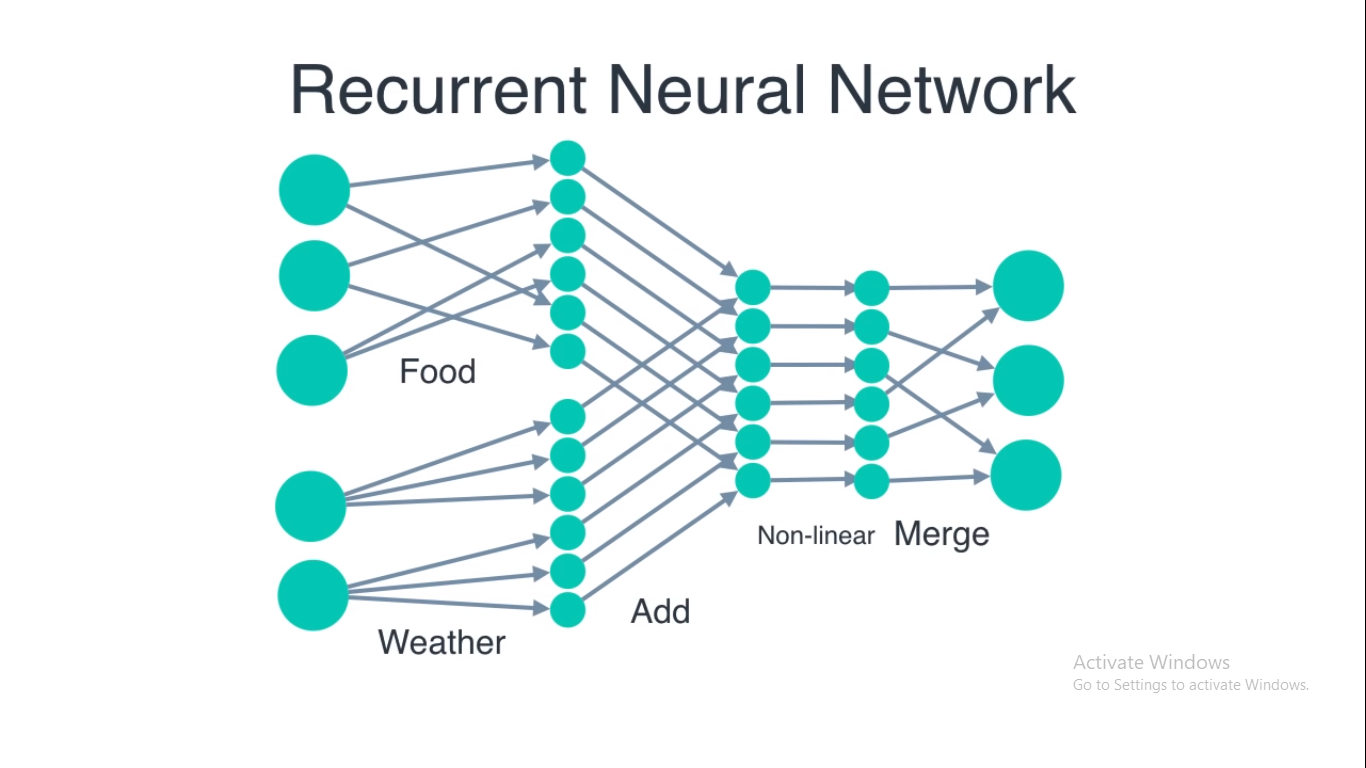 Recurrent Neural Network
Food
Non-linear Merge
Add
Weather
Activate Windows
Go to Settings to activate Windows.